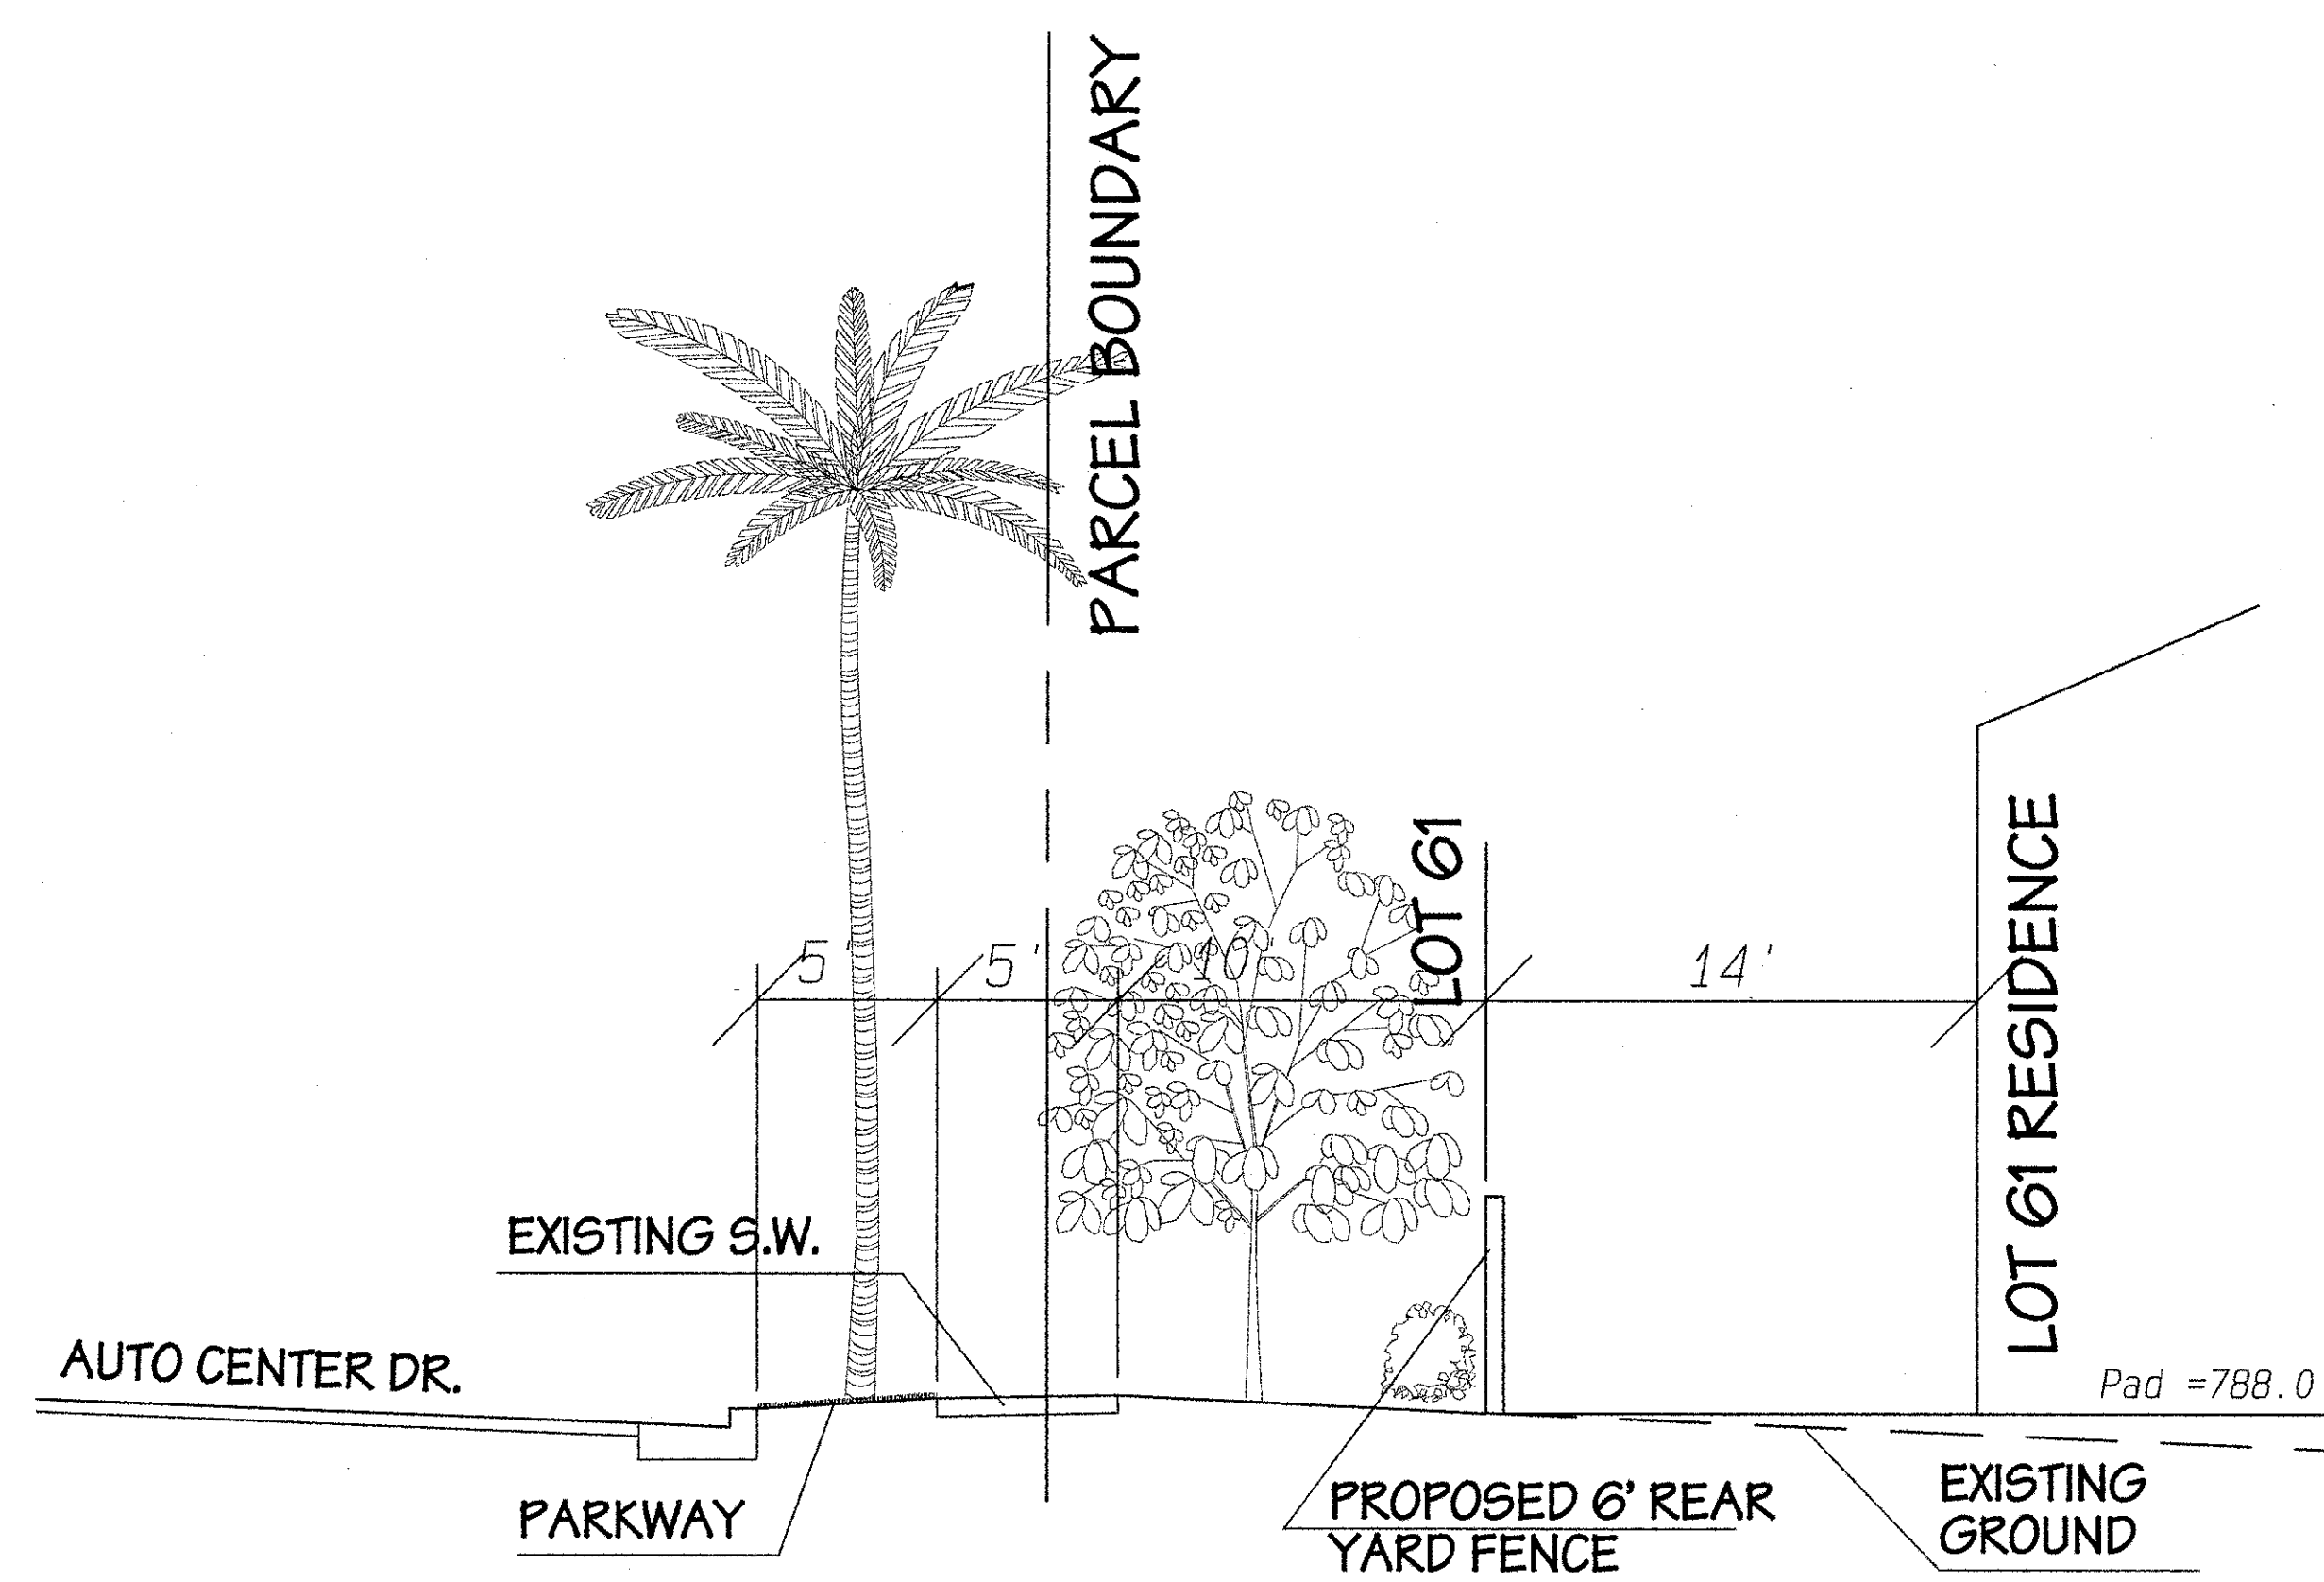 PARCEL BOUNDARY
LOT 61
5'
5'
10'
14'
LOT 61 RESIDENCE
EXISTING S.W.
AUTO CENTER DR.
Pad =788.0
PARKWAY
PROPOSED 6' REAR
YARD FENCE
EXISTING
GROUND